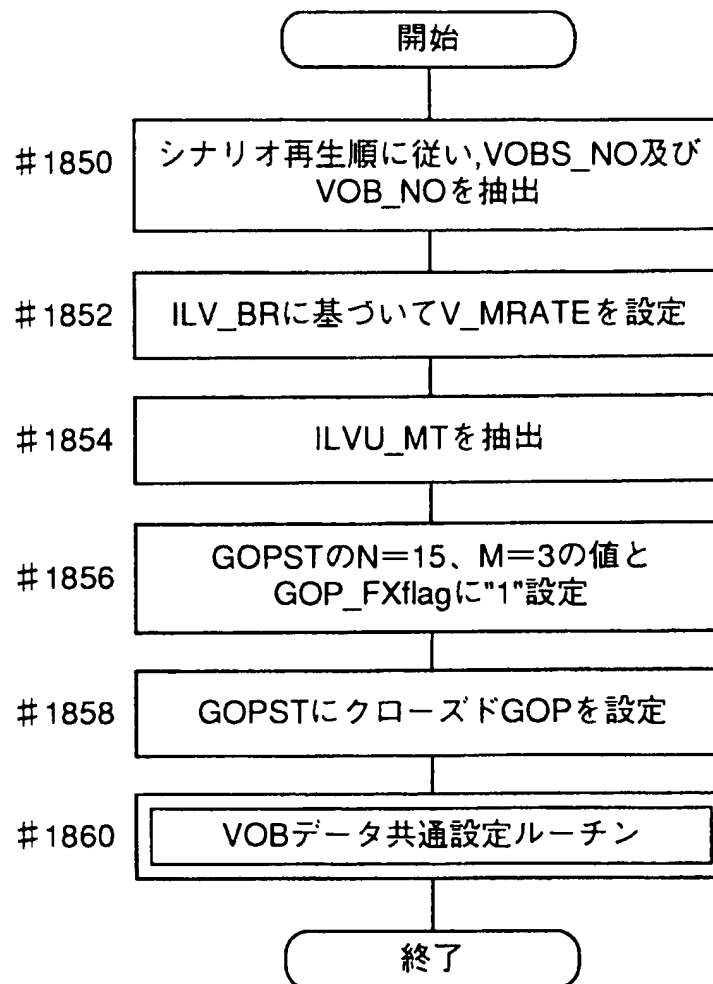 開始
#1850
シナリオ再生順に従い,VOBS_NO及び
VOB_NOを抽出
#1852
ILV_BRに基づいてV_MRATEを設定
#1854
ILVU_MTを抽出
#1856
GOPSTのN=15、M=3の値と
GOP_FXflagに"1"設定
#1858
GOPSTにクローズドGOPを設定
#1860
VOBデータ共通設定ルーチン
終了